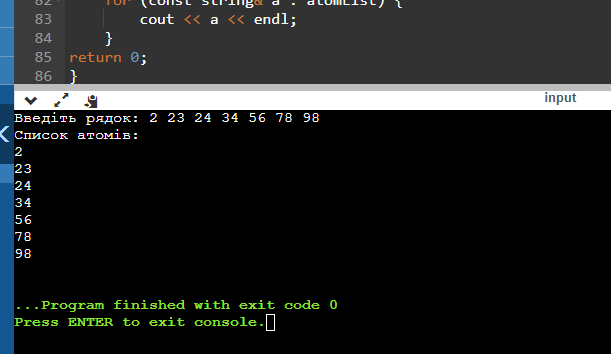 82 for (const string& a : atomList) {
83 cout << a << endl;
84 }
85 return 0;
86 }
input
Введіть рядок: 2 23 24 34 56 78 98
Список атомів:
2
23
24
34
56
78
98
...Program finished with exit code 0
Press ENTER to exit console.